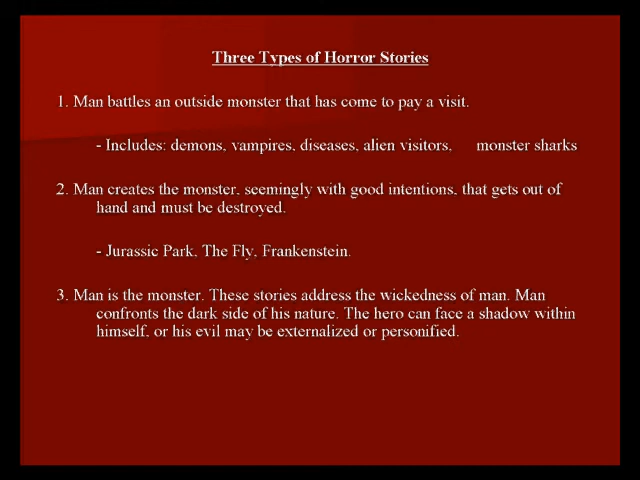 Three Types of Horror Stories
1. Man battles an outside monster that has come to pay a visit.
- Includes: demons, vampires, diseases, alien visitors, monster sharks
2. Man creates the monster, seemingly with good intentions, that gets out of
hand and must be destroyed.
- Jurassic Park, The Fly, Frankenstein.
3. Man is the monster. These stories address the wickedness of man. Man
confronts the dark side of his nature. The hero can face a shadow within
himself, or his evil may be externalized or personified.